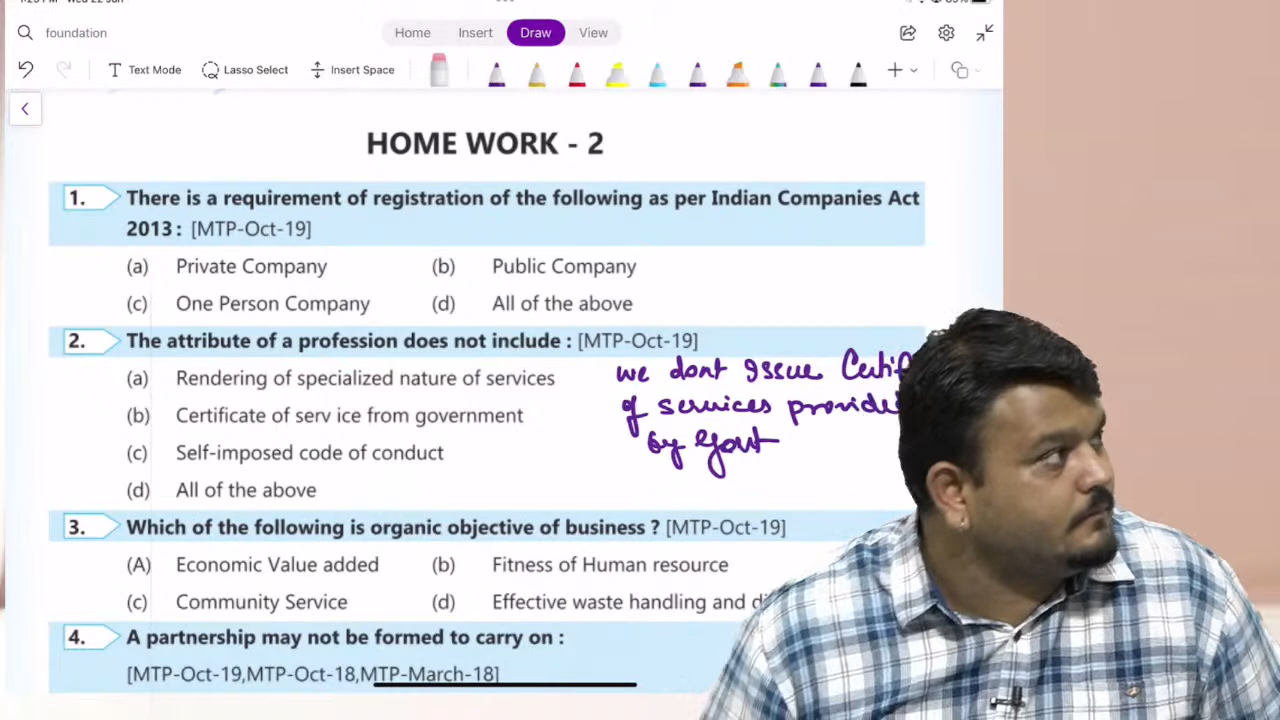 foundation
Home Insert Draw View
Text Mode Lasso Select Insert Space
HOME WORK - 2
1. There is a requirement of registration of the following as per Indian Companies Act
2013 : [MTP-Oct-19]
(a) Private Company (b) Public Company
(c) One Person Company (d) All of the above
2. The attribute of a profession does not include : [MTP-Oct-19]
(a) Rendering of specialized nature of services
we dont Issue
(b) Certificate of serv ice from government
of services
(c) Self-imposed code of conduct
by Govt
(d) All of the above
3. Which of the following is organic objective of business ? [MTP-Oct-19]
(A) Economic Value added (b) Fitness of Human resource
(c) Community Service (d) Effective waste handling and
4. A partnership may not be formed to carry on :
[MTP-Oct-19,MTP-Oct-18,MTP-March-18]